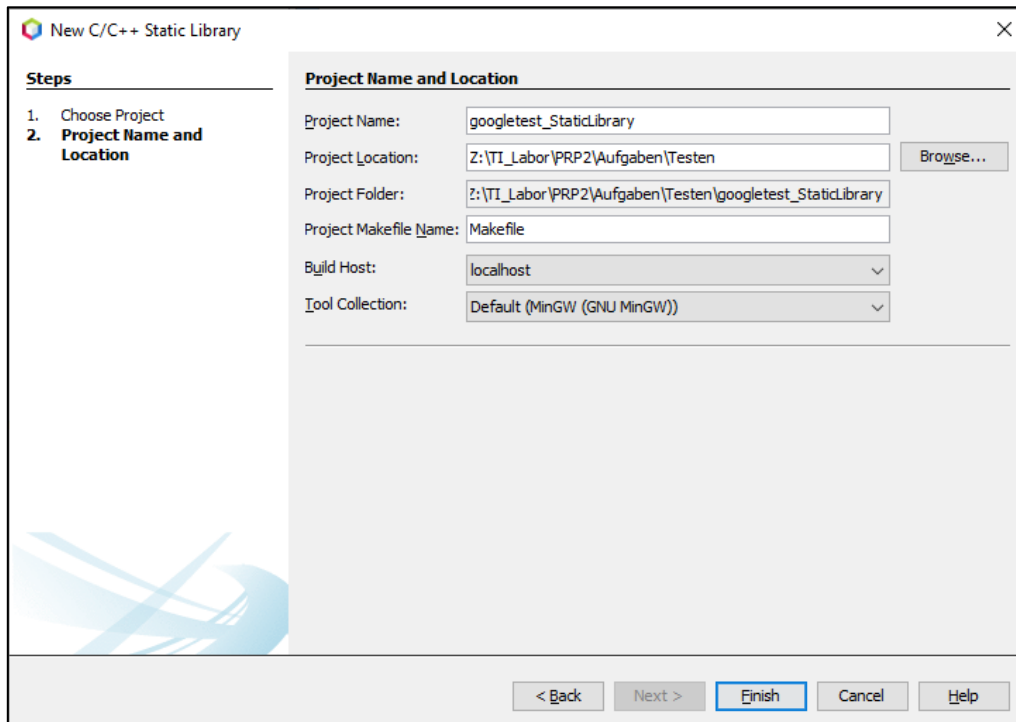 New C/C++ Static Library
Steps
1. Choose Project
2. Project Name and
Location
Project Name and Location
Project Name: googletest_StaticLibrary
Project Location: Z:\TI_Labor\PRP2\Aufgaben\Testen Browse...
Project Folder: Z:\TI_Labor\PRP2\Aufgaben\Testen\googletest_StaticLibrary
Project Makefile Name: Makefile
Build Host: localhost
Tool Collection: Default (MinGW (GNU MinGW))
< Back Next > Finish Cancel Help